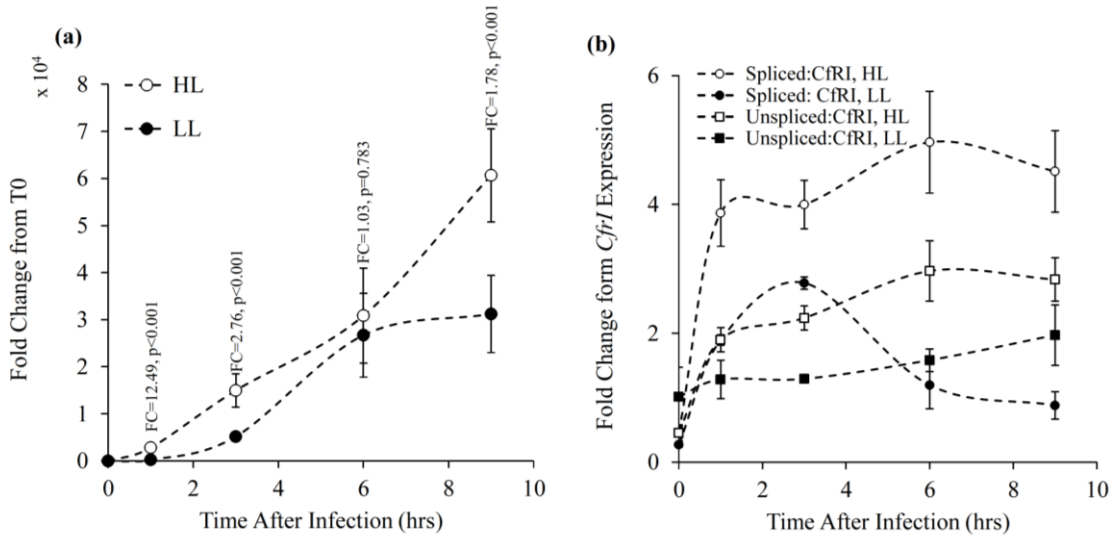 (a)
x 10⁴
HL
LL
8
7
6
5
4
3
2
1
0
Fold Change from T0
FC=12.49, p<0.001
FC=2.76, p<0.001
FC=1.03, p=0.783
FC=1.78, p<0.001
0 2 4 6 8 10
Time After Infection (hrs)
(b)
Spliced:CfRI, HL
Spliced: CfRI, LL
Unspliced:CfRI, HL
Unspliced:CfRI, LL
6
4
2
0
Fold Change form CfrI Expression
0 2 4 6 8 10
Time After Infection (hrs)